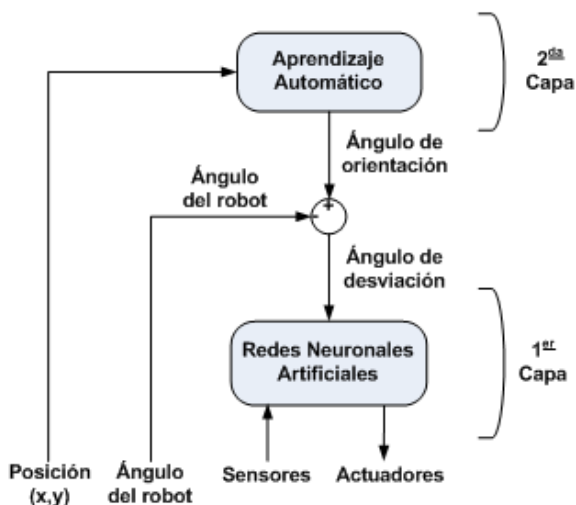 Aprendizaje
Automático
2da
Capa
Ángulo de
orientación
Ángulo
del robot
+
-
Ángulo de
desviación
Redes Neuronales
Artificiales
1er
Capa
Posición
(x,y)
Ángulo
del robot
Sensores
Actuadores